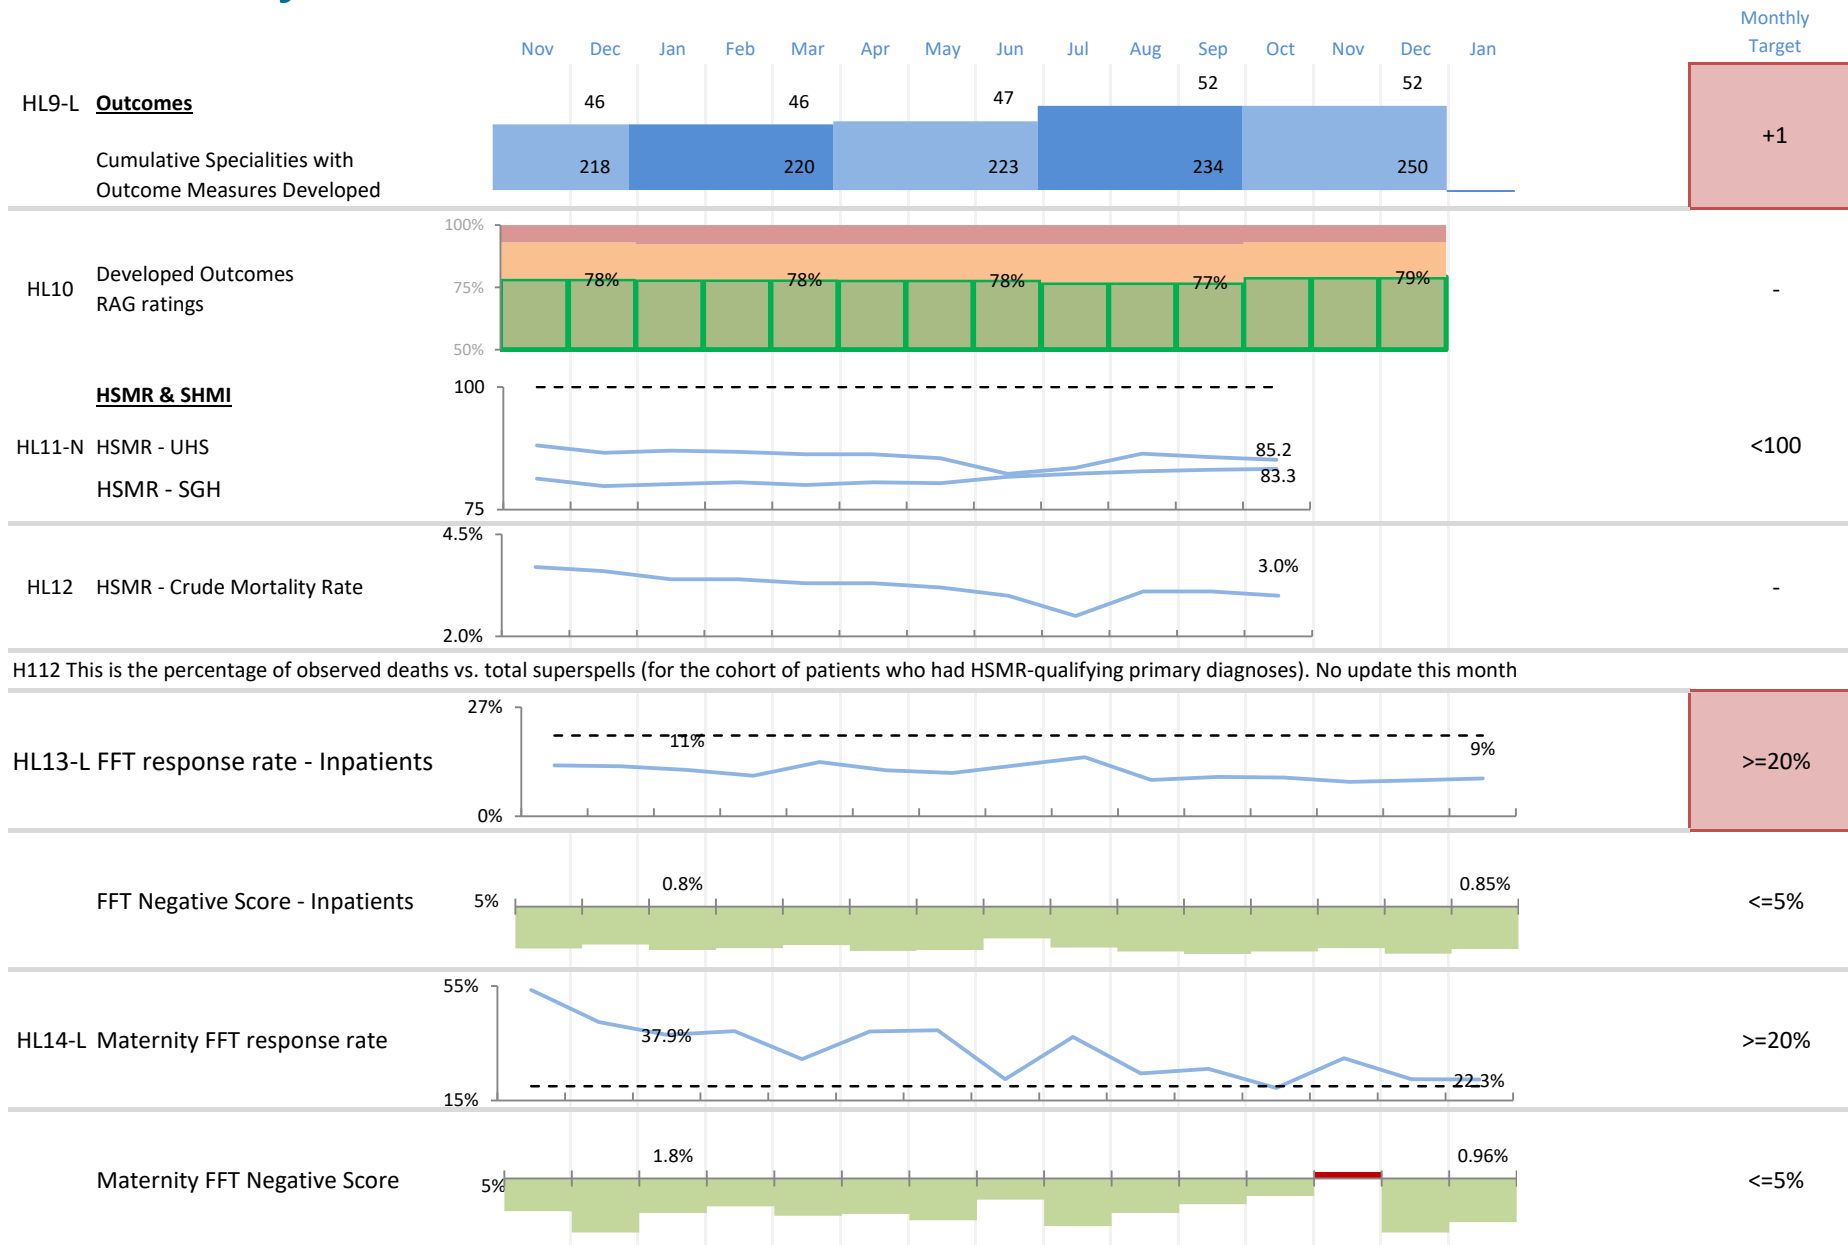 Monthly
Target
Nov Dec Jan Feb Mar Apr May Jun Jul Aug Sep Oct Nov Dec Jan
HL9-L Outcomes
46 46 47 52 52
+1
Cumulative Specialities with
Outcome Measures Developed
218 220 223 234 250
100%
HL10 Developed Outcomes
RAG ratings
78% 78% 78% 77% 79%
75%
-
50%
HSMR & SHMI
100
HL11-N HSMR - UHS
85.2
<100
HSMR - SGH
83.3
75
4.5%
HL12 HSMR - Crude Mortality Rate
3.0%
-
2.0%
H112 This is the percentage of observed deaths vs. total superspells (for the cohort of patients who had HSMR-qualifying primary diagnoses). No update this month
27%
HL13-L FFT response rate - Inpatients
11% 9%
>=20%
0%
0.8% 0.85%
FFT Negative Score - Inpatients
5%
<=5%
55%
HL14-L Maternity FFT response rate
37.9% 22.3%
>=20%
15%
1.8% 0.96%
Maternity FFT Negative Score
5%
<=5%